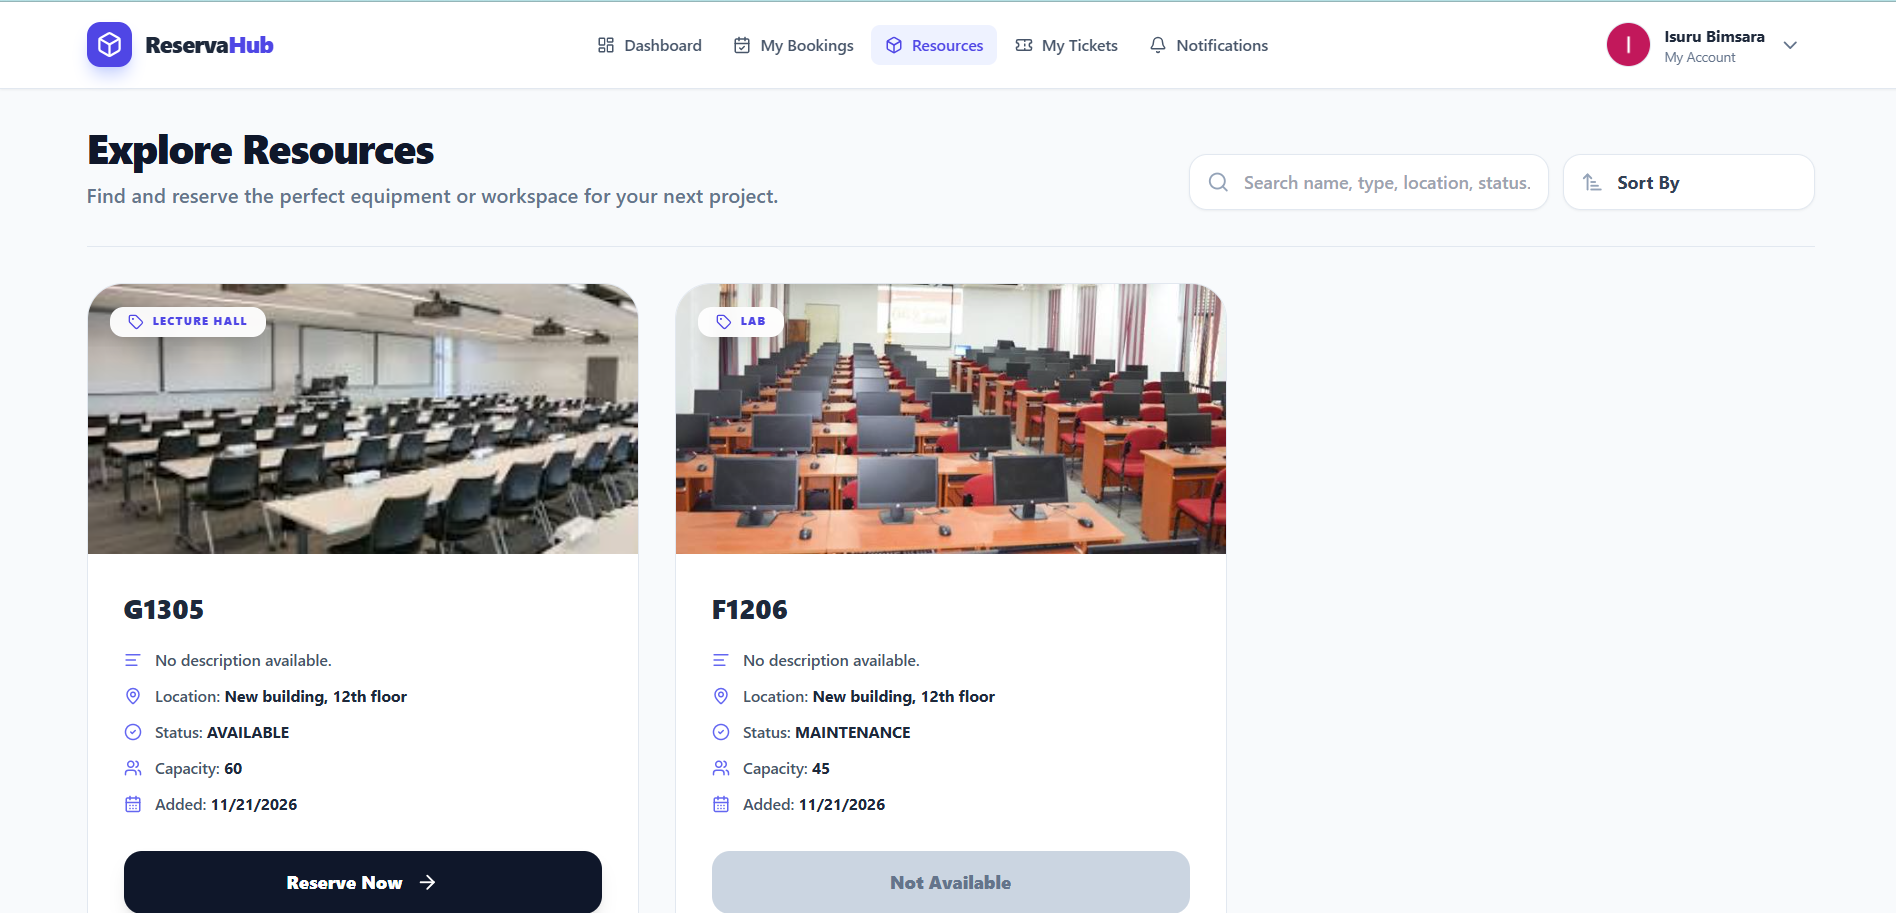 ReservaHub
Dashboard
My Bookings
Resources
My Tickets
Notifications
I
Isuru Bimsara
My Account
Explore Resources
Find and reserve the perfect equipment or workspace for your next project.
Search name, type, location, status.
Sort By
LECTURE HALL
G1305
No description available.
Location: New building, 12th floor
Status: AVAILABLE
Capacity: 60
Added: 11/21/2026
Reserve Now
LAB
F1206
No description available.
Location: New building, 12th floor
Status: MAINTENANCE
Capacity: 45
Added: 11/21/2026
Not Available